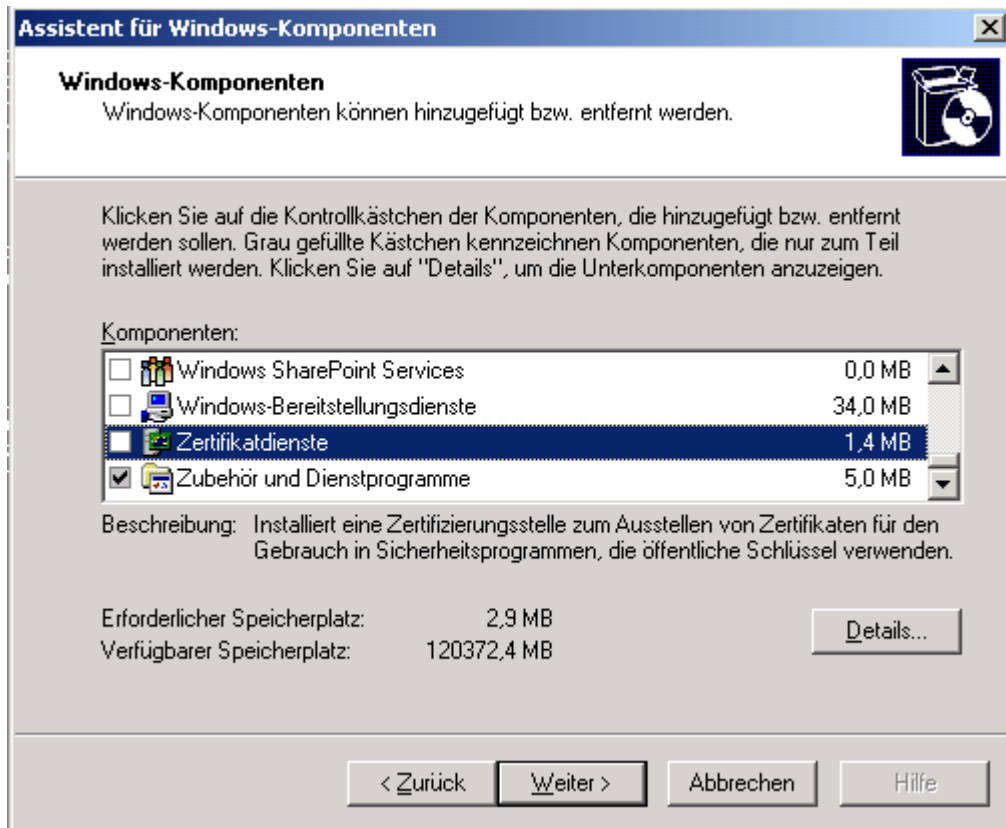 Assistent für Windows-Komponenten
Windows-Komponenten
Windows-Komponenten können hinzugefügt bzw. entfernt werden.
Klicken Sie auf die Kontrollkästchen der Komponenten, die hinzugefügt bzw. entfernt
werden sollen. Grau gefüllte Kästchen kennzeichnen Komponenten, die nur zum Teil
installiert werden. Klicken Sie auf "Details", um die Unterkomponenten anzuzeigen.
Komponenten:
Windows SharePoint Services 0,0 MB
Windows-Bereitstellungsdienste 34,0 MB
Zertifikatdienste 1,4 MB
Zubehör und Dienstprogramme 5,0 MB
Beschreibung: Installiert eine Zertifizierungsstelle zum Ausstellen von Zertifikaten für den
Gebrauch in Sicherheitsprogrammen, die öffentliche Schlüssel verwenden.
Erforderlicher Speicherplatz: 2,9 MB
Verfügbarer Speicherplatz: 120372,4 MB
Details...
< Zurück Weiter > Abbrechen Hilfe